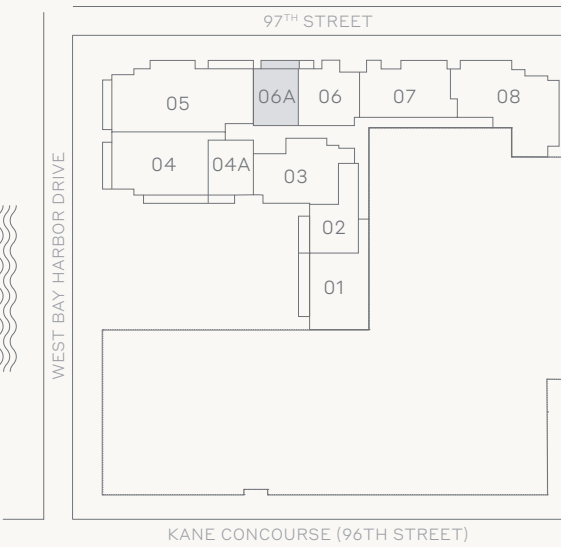 97TH STREET
05
06A
06
07
08
04
04A
03
02
01
WEST BAY HARBOR DRIVE
KANE CONCOURSE (96TH STREET)